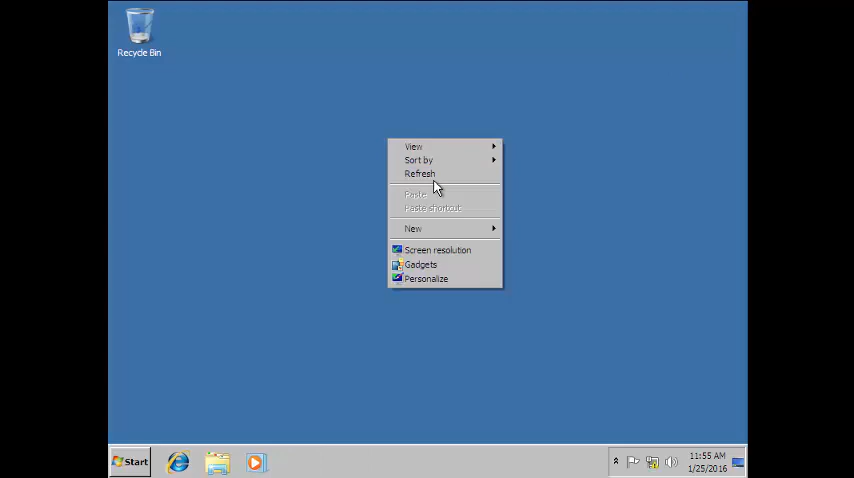 Recycle Bin
View
Sort by
Refresh
Paste
Paste shortcut
New
Screen resolution
Gadgets
Personalize
Start
11:55 AM
1/25/2016